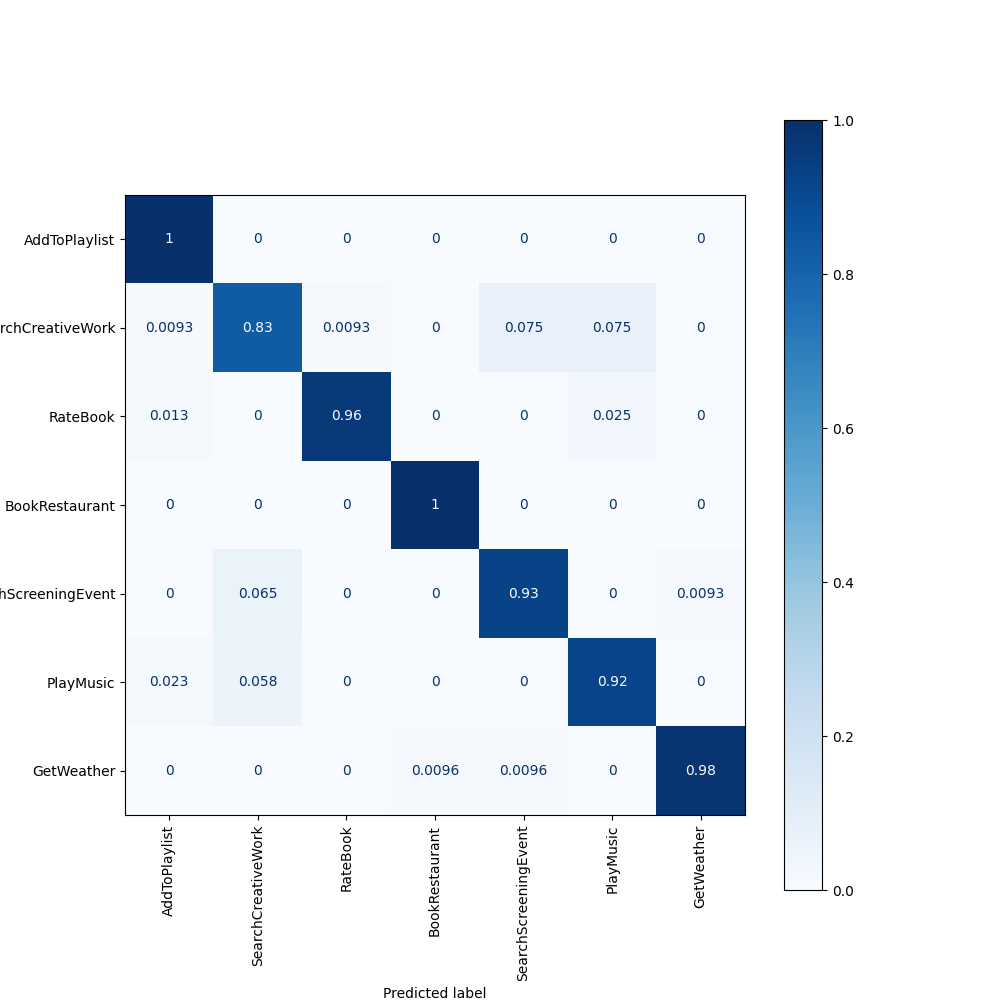 1.0
AddToPlaylist 1 0 0 0 0 0 0
rchCreativeWork 0.0093 0.83 0.0093 0 0.075 0.075 0
0.8
RateBook 0.013 0 0.96 0 0 0.025 0
0.6
BookRestaurant 0 0 0 1 0 0 0
hScreeningEvent 0 0.065 0 0 0.93 0 0.0093
0.4
PlayMusic 0.023 0.058 0 0 0 0.92 0
0.2
GetWeather 0 0 0 0.0096 0.0096 0 0.98
0.0
AddToPlaylist
SearchCreativeWork
RateBook
BookRestaurant
SearchScreeningEvent
PlayMusic
GetWeather
Predicted label